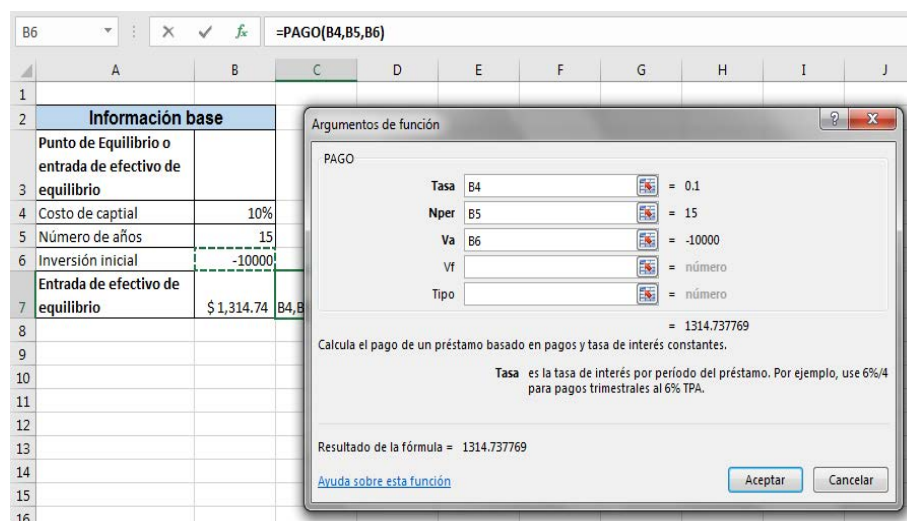 B6 =PAGO(B4,B5,B6)
A B C D E F G H I J
1
2 Información base
Punto de Equilibrio o
entrada de efectivo de
3 equilibrio
4 Costo de captial 10%
5 Número de años 15
6 Inversión inicial -10000
Entrada de efectivo de
7 equilibrio $ 1,314.74 B4,B
8
9
10
11
12
13
14
15
16
Argumentos de función
PAGO
Tasa B4 = 0.1
Nper B5 = 15
Va B6 = -10000
Vf = número
Tipo = número
= 1314.737769
Calcula el pago de un préstamo basado en pagos y tasa de interés constantes.
Tasa es la tasa de interés por período del préstamo. Por ejemplo, use 6%/4
para pagos trimestrales al 6% TPA.
Resultado de la fórmula = 1314.737769
Ayuda sobre esta función Aceptar Cancelar